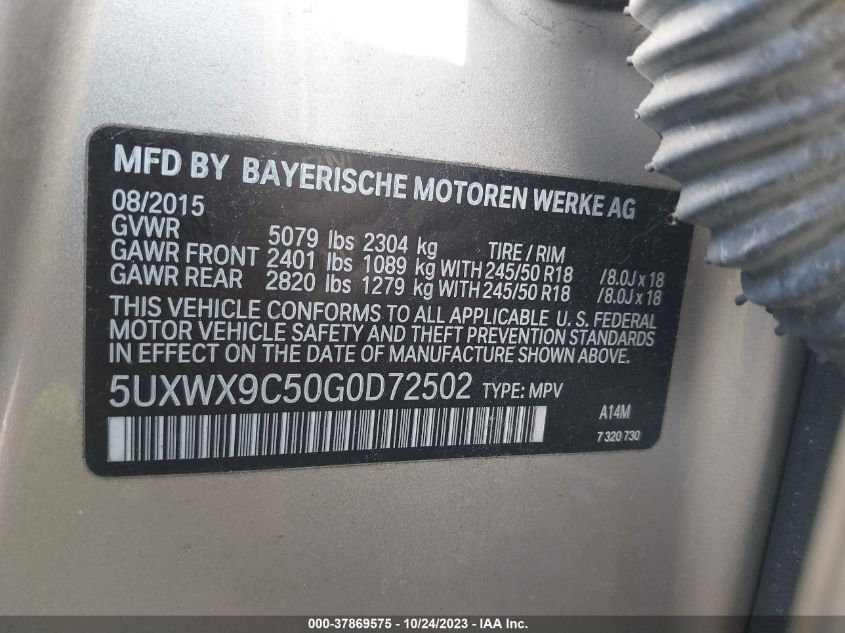 MFD BY BAYERISCHE MOTOREN WERKE AG
08/2015
GVWR 5079 lbs 2304 kg TIRE / RIM
GAWR FRONT 2401 lbs 1089 kg WITH 245/50 R18 /8.0J x 18
GAWR REAR 2820 lbs 1279 kg WITH 245/50 R18 /8.0J x 18
THIS VEHICLE CONFORMS TO ALL APPLICABLE U.S. FEDERAL
MOTOR VEHICLE SAFETY AND THEFT PREVENTION STANDARDS
IN EFFECT ON THE DATE OF MANUFACTURE SHOWN ABOVE.
5UXWX9C50G0D72502 TYPE: MPV
A14M
7 320 730
000-37869575 - 10/24/2023 - IAAI Inc.